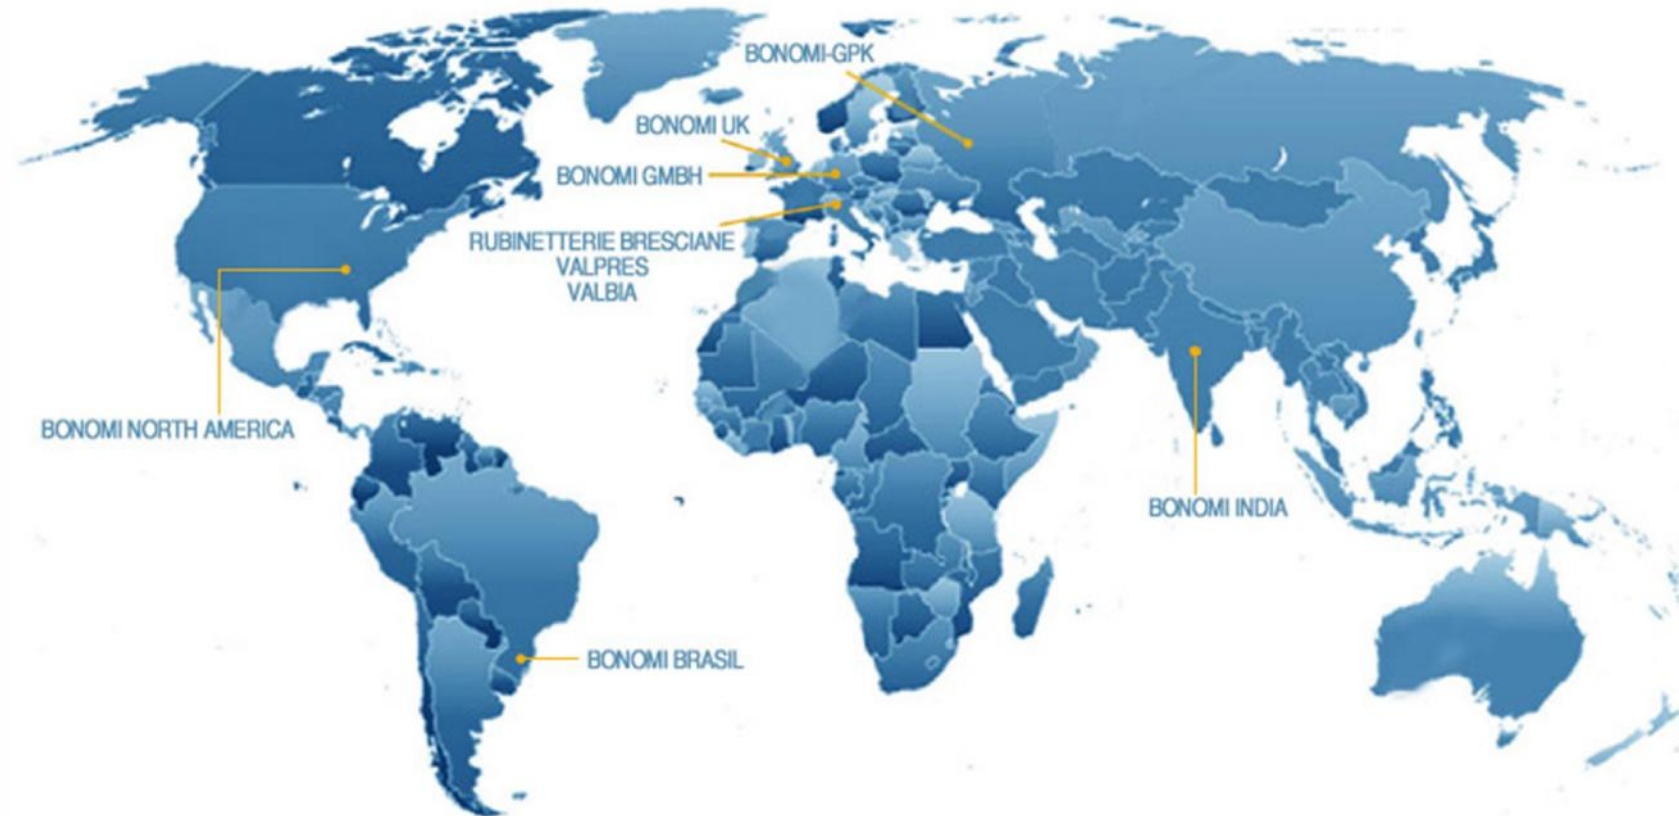 BONOMI-GPK
BONOMI UK
BONOMI GMBH
RUBINETTERIE BRESCIANE
VALPRES
VALBIA
BONOMI NORTH AMERICA
BONOMI INDIA
BONOMI BRASIL